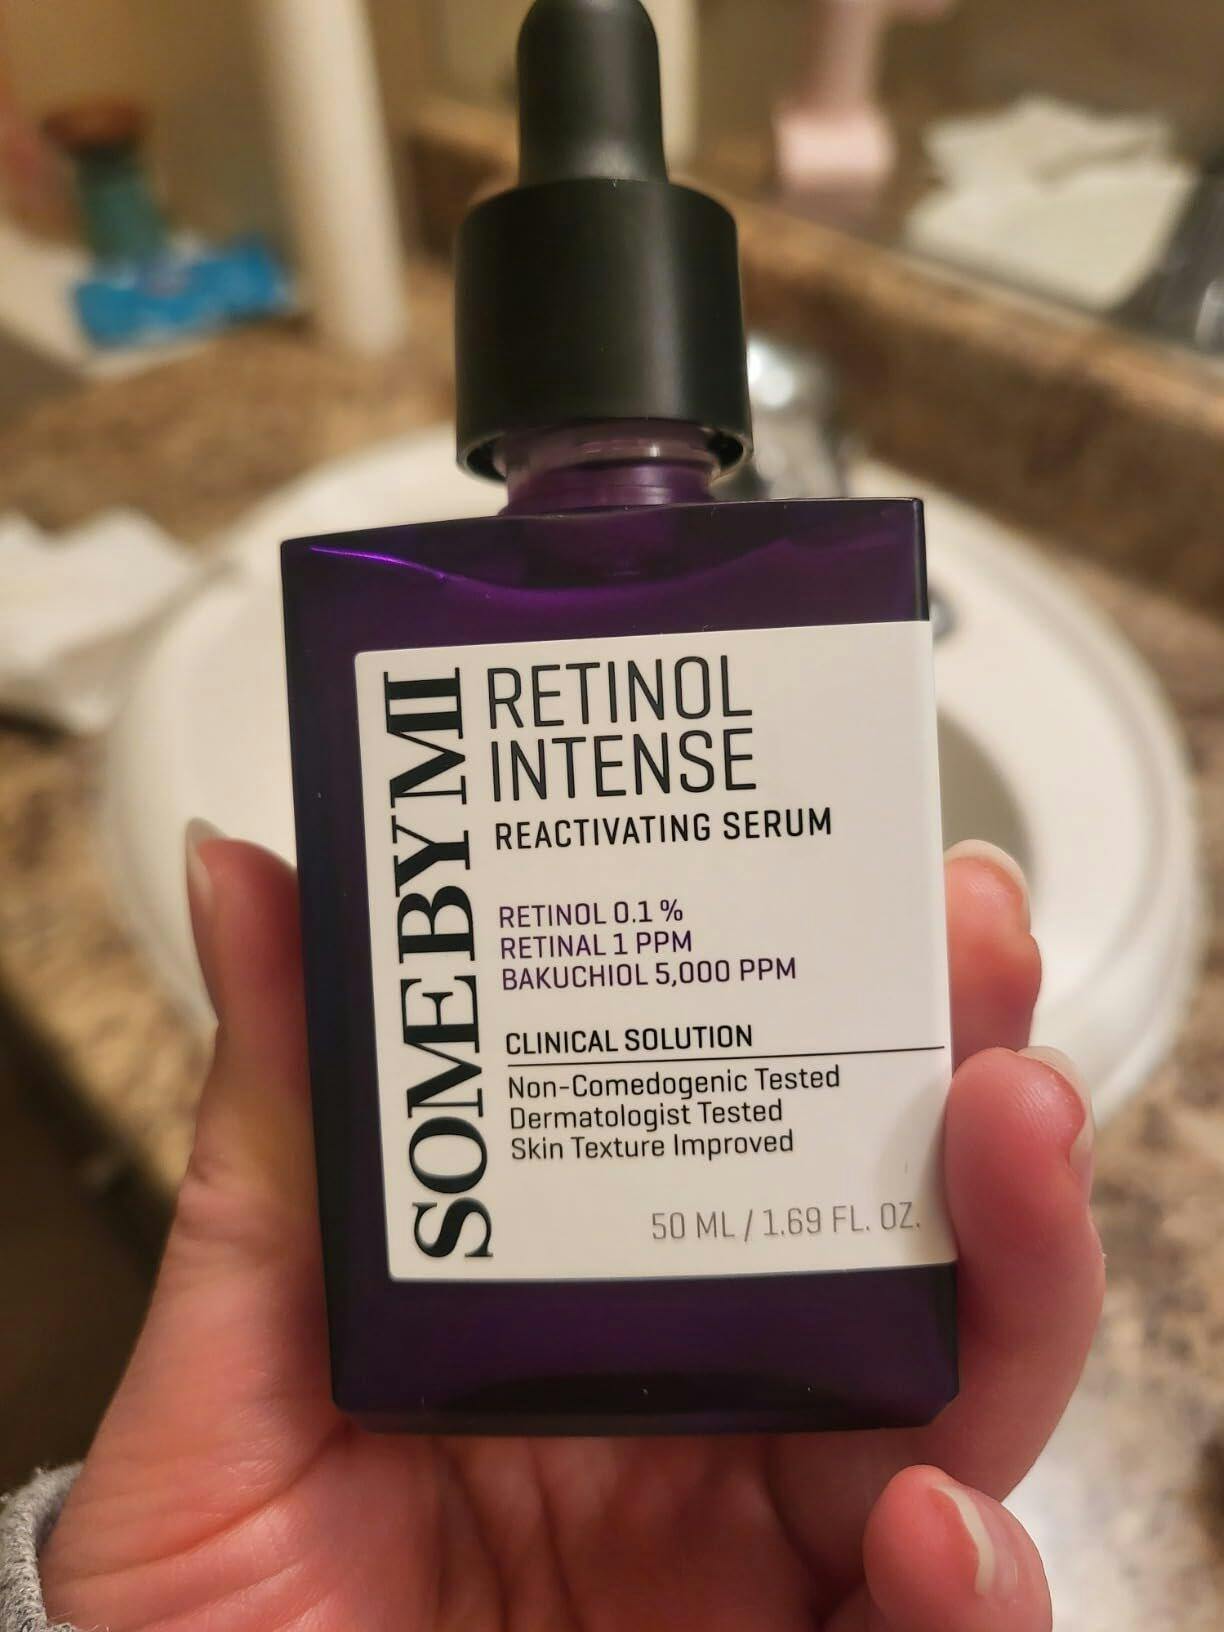 SOMEBYMI
RETINOL
INTENSE
REACTIVATING SERUM
RETINOL 0.1 %
RETINAL 1 PPM
BAKUCHIOL 5,000 PPM
CLINICAL SOLUTION
Non-Comedogenic Tested
Dermatologist Tested
Skin Texture Improved
50 ML / 1.69 FL. OZ.